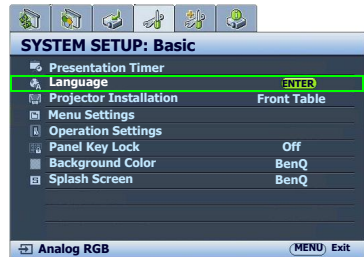 SYSTEM SETUP: Basic
Presentation Timer
Language ENTER
Projector Installation Front Table
Menu Settings
Operation Settings
Panel Key Lock Off
Background Color BenQ
Splash Screen BenQ
Analog RGB MENU Exit